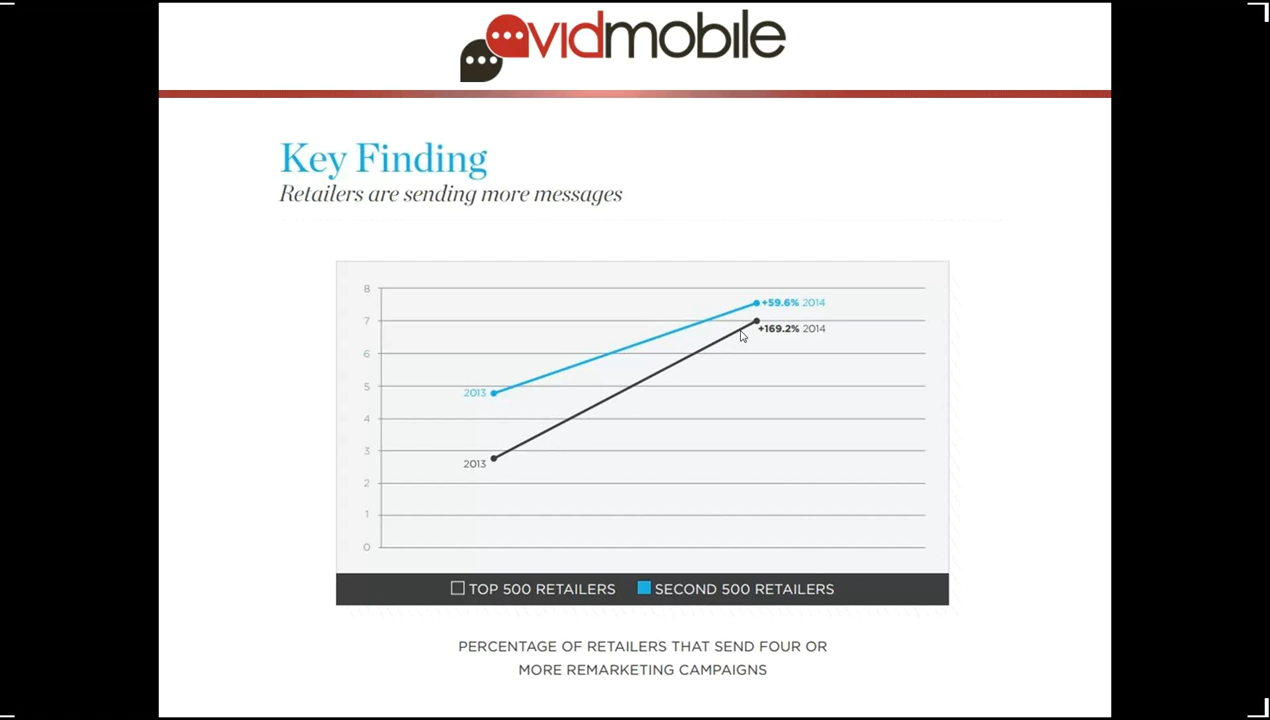 vidmobile
Key Finding
Retailers are sending more messages
8
7
6
5
4
3
2
1
0
2013
2013
+59.6% 2014
+169.2% 2014
TOP 500 RETAILERS
SECOND 500 RETAILERS
PERCENTAGE OF RETAILERS THAT SEND FOUR OR
MORE REMARKETING CAMPAIGNS